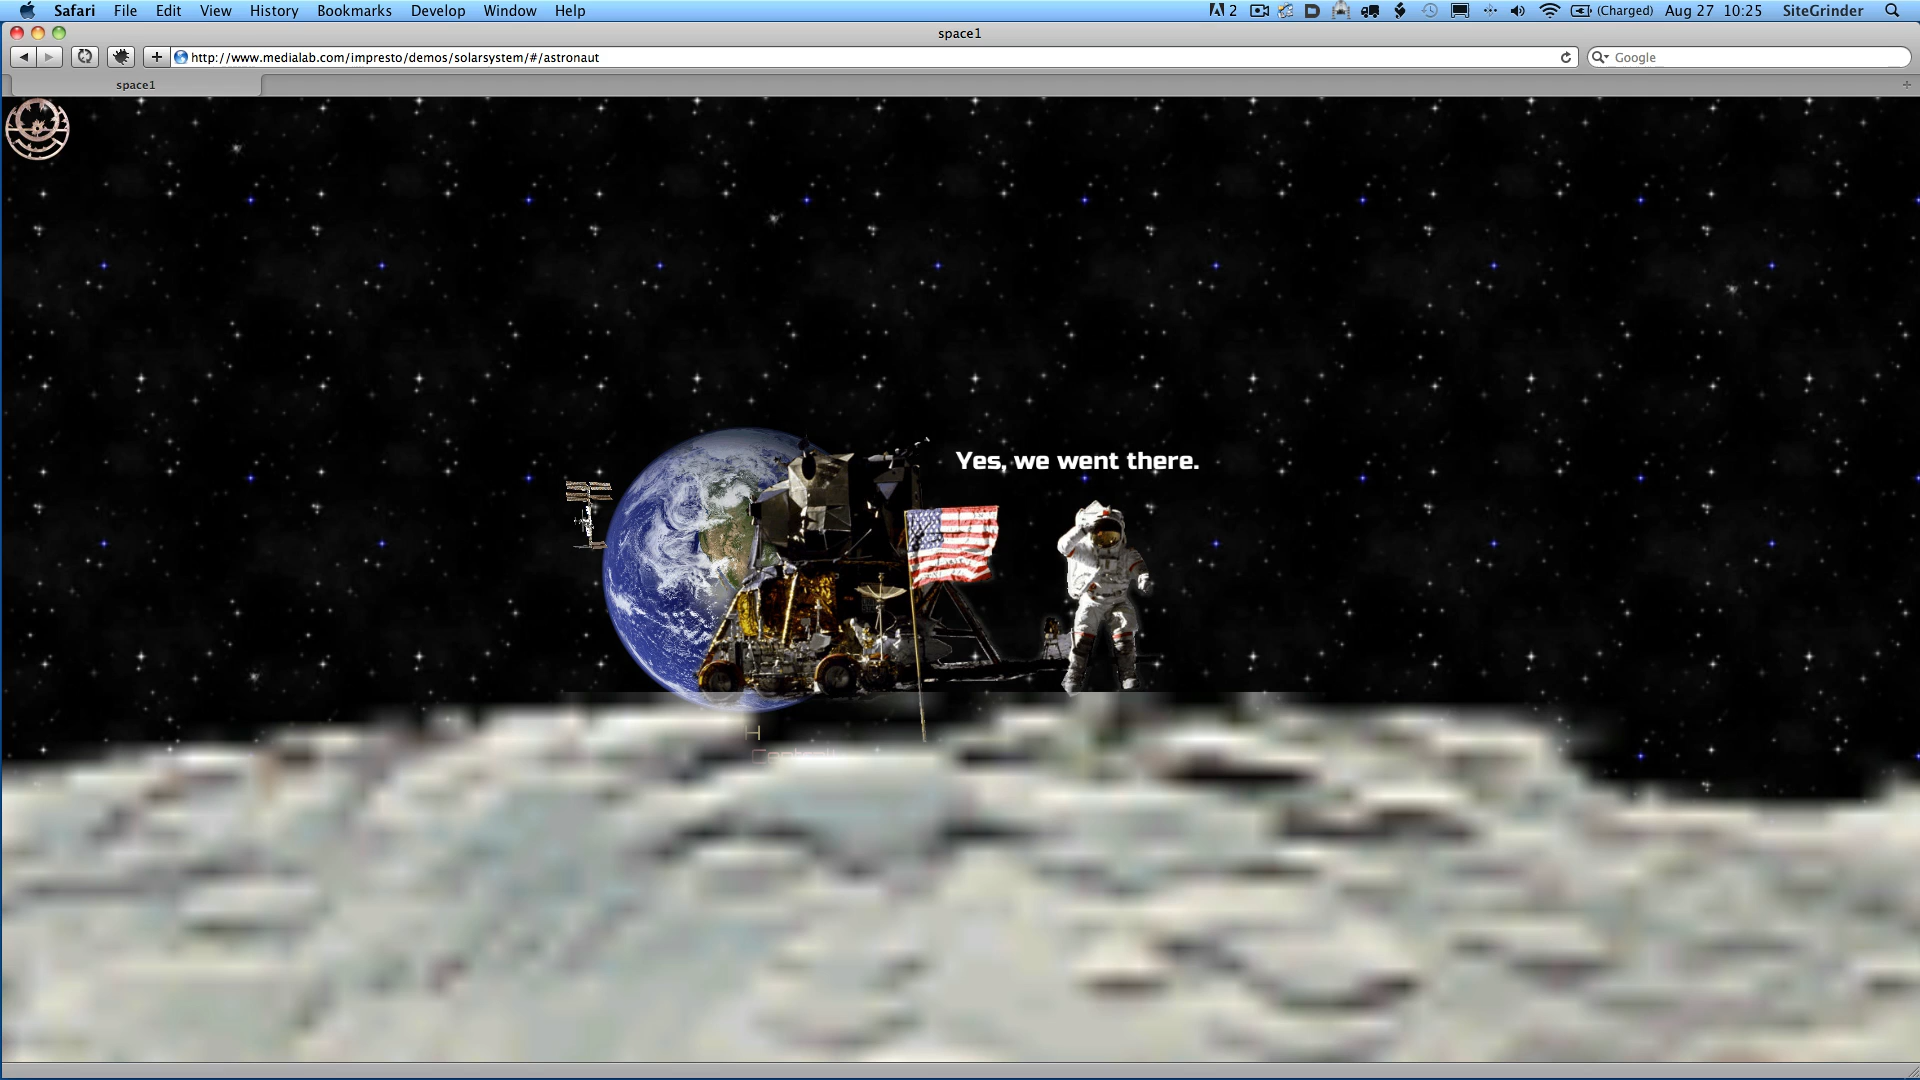 Safari File Edit View History Bookmarks Develop Window Help 2 (Charged) Aug 27 10:25 SiteGrinder
space1
http://www.medialab.com/impresto/demos/solarsystem/#/astronaut Google
space1
Yes, we went there.
H